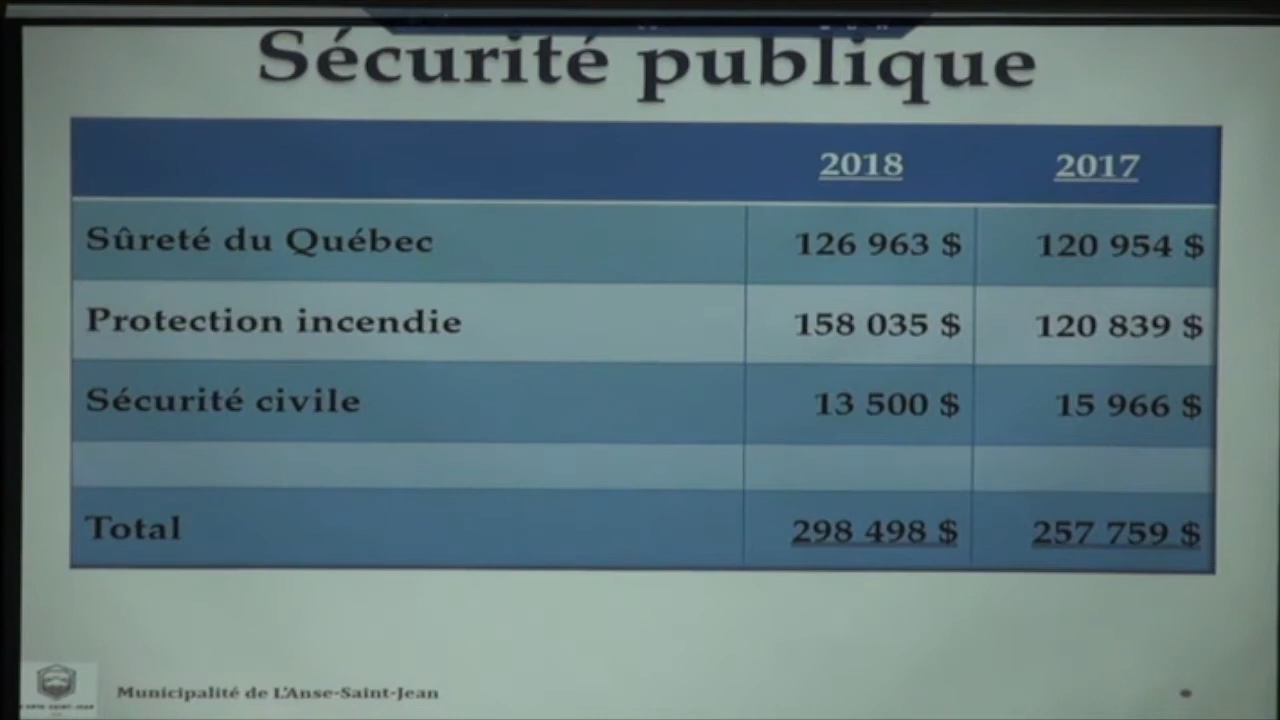 Sécurité publique
2018 2017
Sûreté du Québec 126 963 $ 120 954 $
Protection incendie 158 035 $ 120 839 $
Sécurité civile 13 500 $ 15 966 $
Total 298 498 $ 257 759 $
Municipalité de L'Anse-Saint-Jean